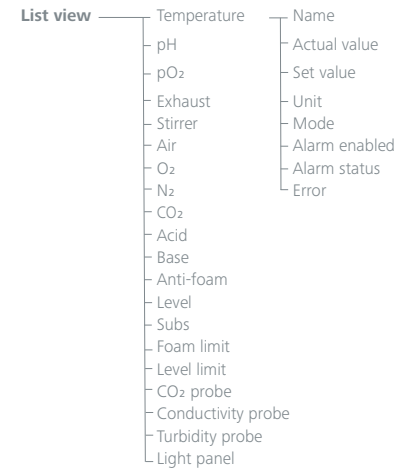 List view Temperature Name
pH Actual value
pO₂ Set value
Exhaust Unit
Stirrer Mode
Air Alarm enabled
O₂ Alarm status
N₂ Error
CO₂
Acid
Base
Anti-foam
Level
Subs
Foam limit
Level limit
CO₂ probe
Conductivity probe
Turbidity probe
Light panel